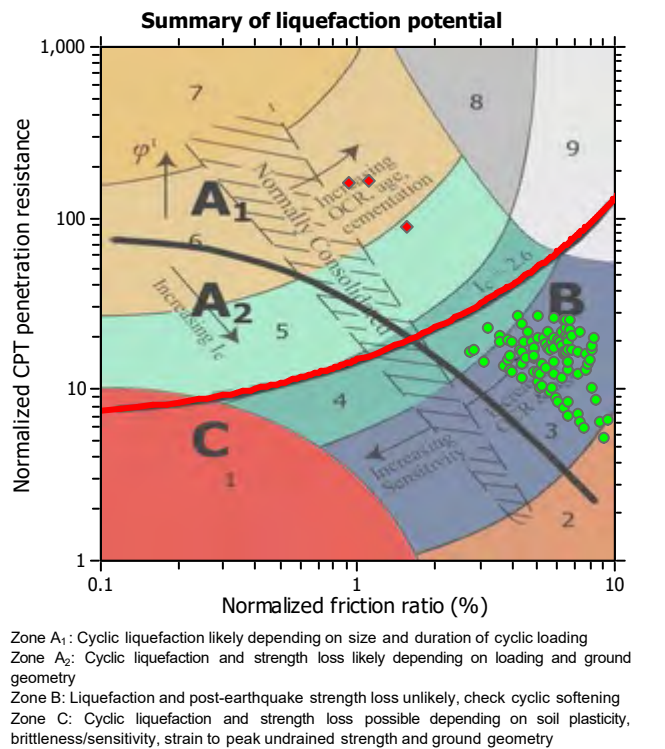 Summary of liquefaction potential
1,000
7
8
9
φ'
Increasing
OCR, age,
cementation
A1
Normally Consolidated
100
6
Ic = 2.6
A2
B
Increasing Ic
5
Normalized CPT penetration resistance
10
4
C
3
Increasing
Sensitivity
1
2
1
0.1
1
10
Normalized friction ratio (%)
Zone A1: Cyclic liquefaction likely depending on size and duration of cyclic loading
Zone A2: Cyclic liquefaction and strength loss likely depending on loading and ground
geometry
Zone B: Liquefaction and post-earthquake strength loss unlikely, check cyclic softening
Zone C: Cyclic liquefaction and strength loss possible depending on soil plasticity,
brittleness/sensitivity, strain to peak undrained strength and ground geometry